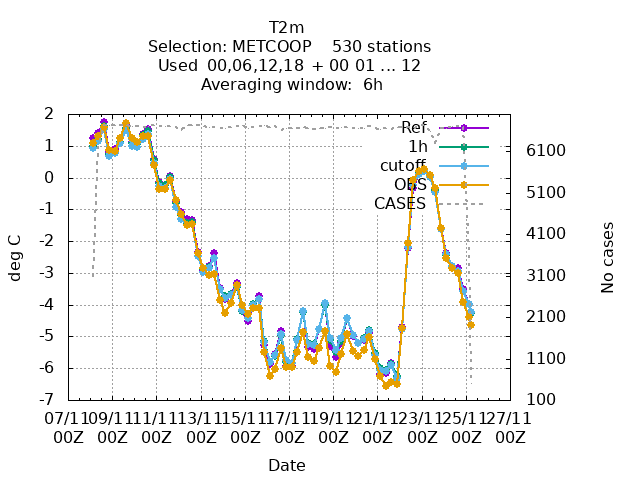 T2m
Selection: METCOOP 530 stations
Used 00,06,12,18 + 00 01 ... 12
Averaging window: 6h
2
1
0
-1
-2
-3
-4
-5
-6
-7
deg C
Ref
1h
cutoff
OBS
CASES
6100
5100
4100
3100
2100
1100
100
No cases
07/11 09/11 11/11 13/11 15/11 17/11 19/11 21/11 23/11 25/11 27/11
00Z 00Z 00Z 00Z 00Z 00Z 00Z 00Z 00Z 00Z 00Z
Date